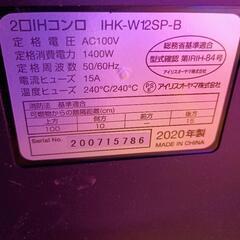 2口IHコンロ IHK-W12SP-B
定格電圧 AC100V
定格消費電力 1400W
定格周波数 50/60Hz
電流ヒューズ 15A
温度ヒューズ 240℃/240℃
総務省基準適合
型式確認 第IRIH-84号
アイリスオーヤマ株式会社
消防法 基準適合
可燃物からの離隔距離(cm)
上方 側方 前方 後方
100 10 15
2020年製
MADE IN CHINA
Serial No. 200715786